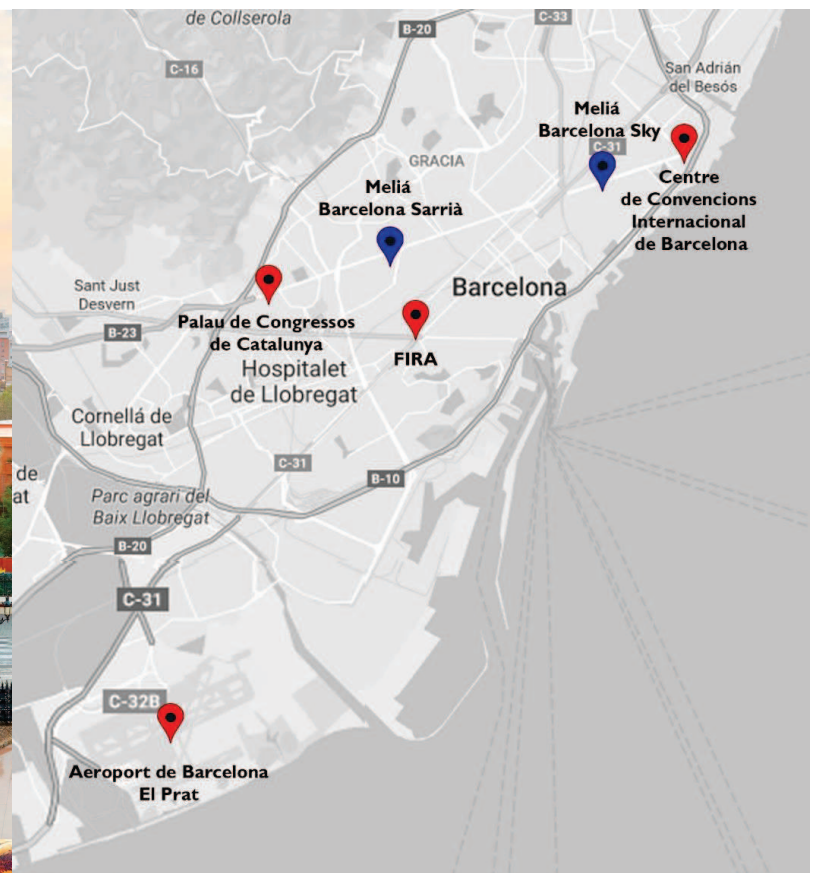 de Collserola
B-20
C-33
C-16
San Adrián
del Besós
Meliá
Barcelona Sky
C-31
GRACIA
Centre
de Convencions
Internacional
de Barcelona
Meliá
Barcelona Sarrià
Sant Just
Desvern
Barcelona
B-23
Palau de Congressos
de Catalunya
FIRA
Hospitalet
de Llobregat
Cornellá de
Llobregat
C-31
B-10
de
at
Parc agrari del
Baix Llobregat
B-20
C-31
C-32B
Aeroport de Barcelona
El Prat